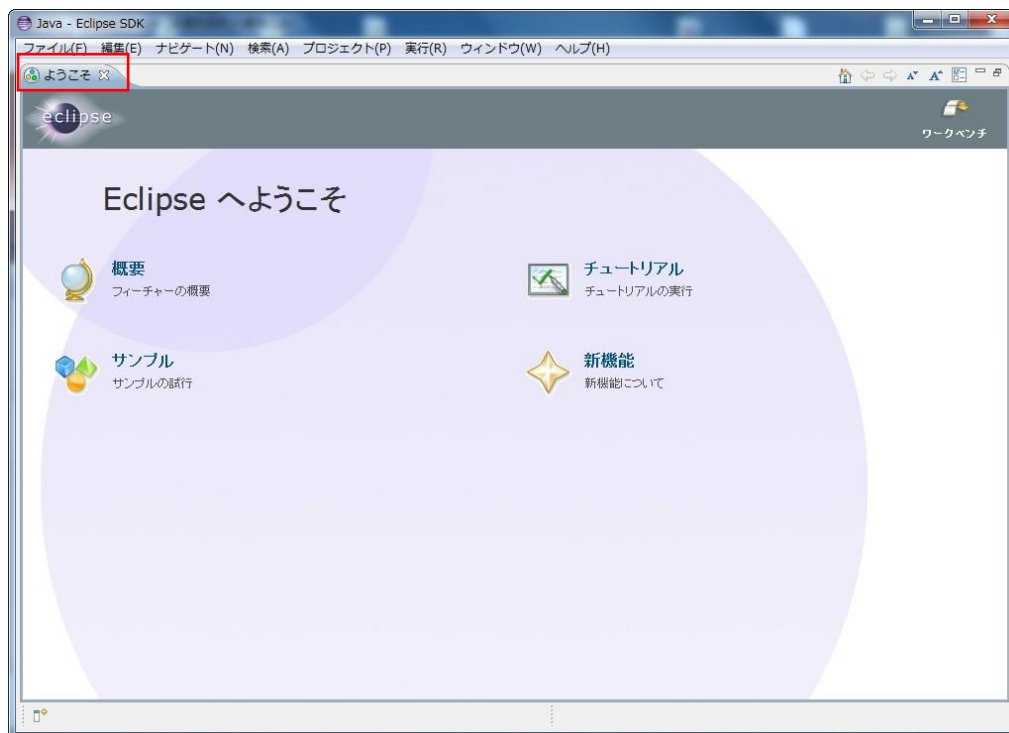 Java - Eclipse SDK
ファイル(F) 編集(E) ナビゲート(N) 検索(A) プロジェクト(P) 実行(R) ウィンドウ(W) ヘルプ(H)
ようこそ
eclipse
ワークベンチ
Eclipse へようこそ
概要
フィーチャーの概要
チュートリアル
チュートリアルの実行
サンプル
サンプルの試行
新機能
新機能について